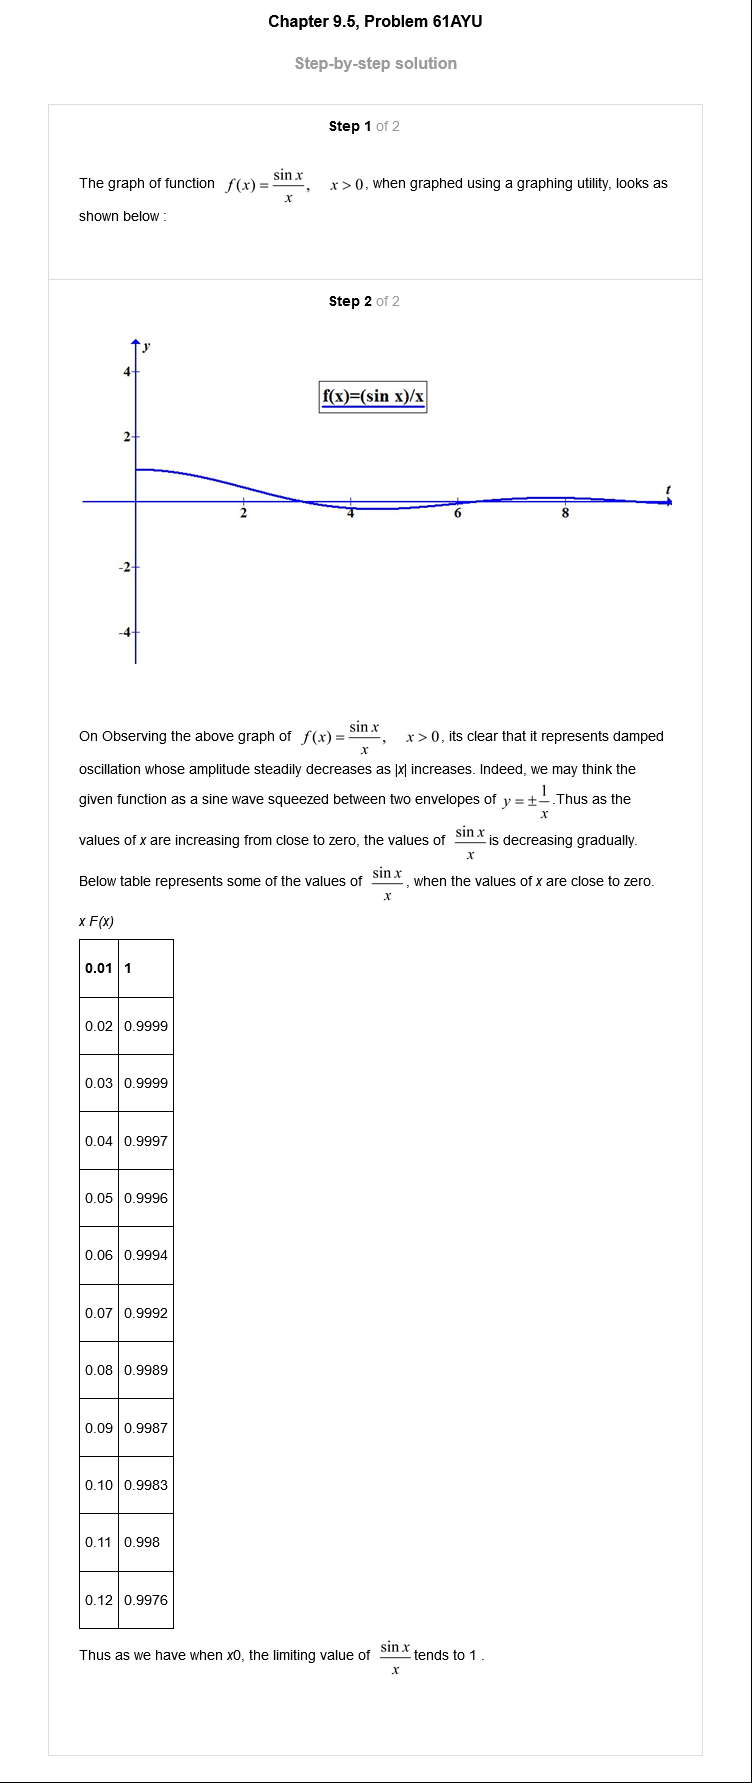 Chapter 9.5, Problem 61AYU
Step-by-step solution
Step 1 of 2
The graph of function f(x) = sin x / x, x > 0, when graphed using a graphing utility, looks as
shown below :
Step 2 of 2
y
4
f(x)=(sin x)/x
2
t
2 4 6 8
-2
-4
On Observing the above graph of f(x) = sin x / x, x > 0, its clear that it represents damped
oscillation whose amplitude steadily decreases as |x| increases. Indeed, we may think the
given function as a sine wave squeezed between two envelopes of y = ± 1/x .Thus as the
values of x are increasing from close to zero, the values of sin x / x is decreasing gradually.
Below table represents some of the values of sin x / x, when the values of x are close to zero.
x F(x)
0.01 1
0.02 0.9999
0.03 0.9999
0.04 0.9997
0.05 0.9996
0.06 0.9994
0.07 0.9992
0.08 0.9989
0.09 0.9987
0.10 0.9983
0.11 0.998
0.12 0.9976
Thus as we have when x0, the limiting value of sin x / x tends to 1 .